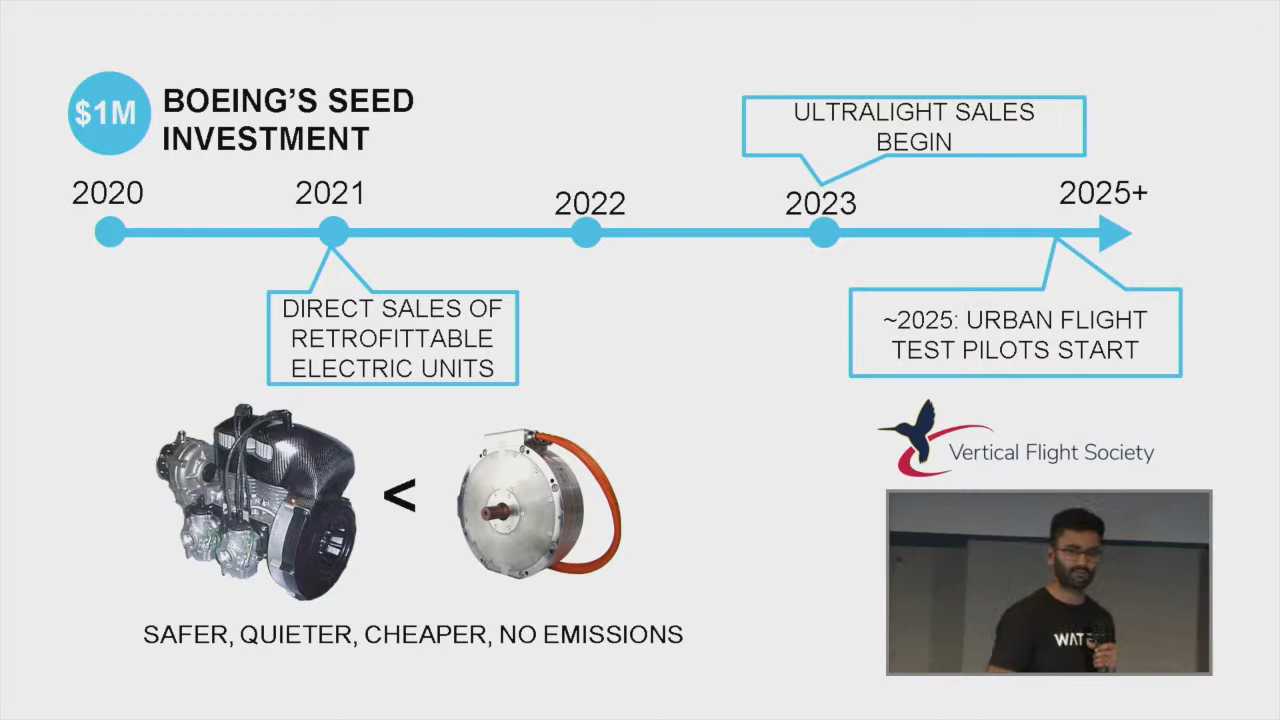 $1M
BOEING'S SEED
INVESTMENT
ULTRALIGHT SALES
BEGIN
2020
2021
2022
2023
2025+
DIRECT SALES OF
RETROFITTABLE
ELECTRIC UNITS
~2025: URBAN FLIGHT
TEST PILOTS START
<
Vertical Flight Society
SAFER, QUIETER, CHEAPER, NO EMISSIONS